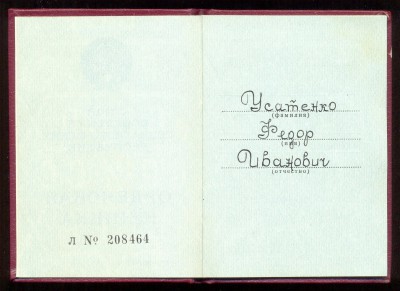 Л № 208464
Усатенко
(фамилия)
Федор
(имя)
Иванович
(отчество)